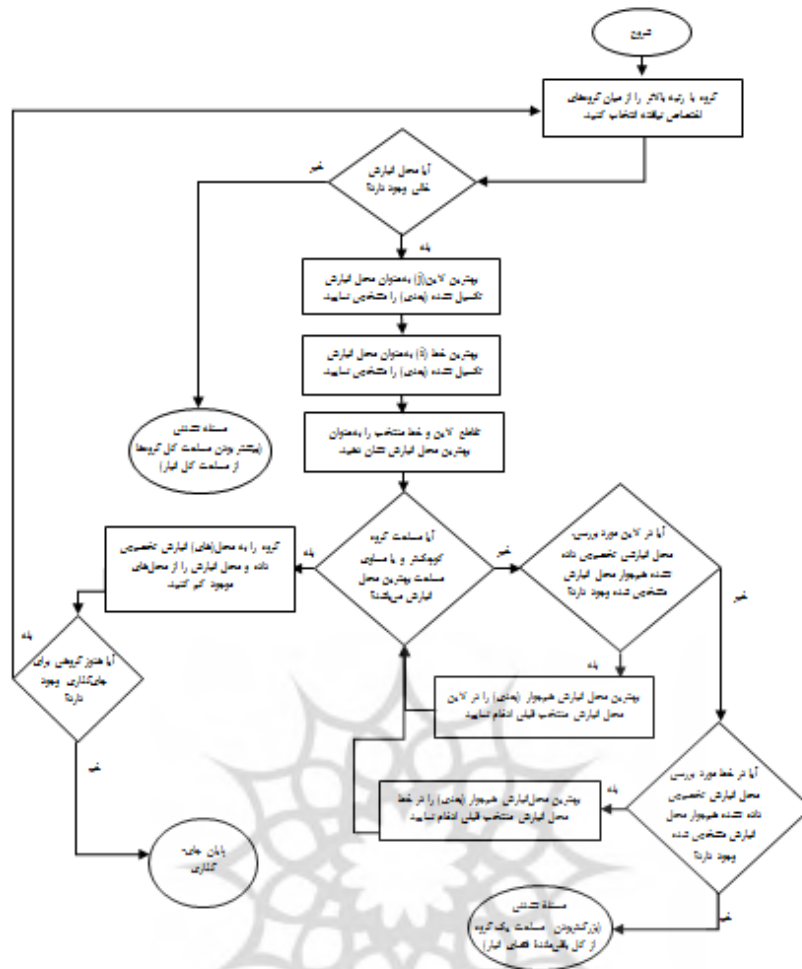 شروع
گروه با رتبه بالاتر را از میان گروه‌های
اختصاص نیافته انتخاب کنید.
آیا محل انبارش
خالی وجود دارد؟
خیر
بله
بهترین لاین(j) به‌عنوان محل انبارش
تکمیل نشده (بعدی) را مشخص نمایید.
بهترین خط (i) به‌عنوان محل انبارش
تکمیل نشده (بعدی) را مشخص نمایید.
تقاطع لاین و خط منتخب را به‌عنوان
بهترین محل انبارش نشان دهید.
مسئله نشدنی
(بیشتر بودن مساحت کل گروه‌ها
از مساحت کل انبار)
آیا مساحت گروه
کوچکتر و یا مساوی
مساحت بهترین محل
انبارش می‌باشد؟
بله
خیر
گروه را به محل(های) انبارش تخصیص
داده و محل انبارش را از محل‌های
موجود کم کنید.
آیا در لاین مورد بررسی،
محل انبارش تخصیص داده
نشده همجوار محل انبارش
مشخص شده وجود دارد؟
خیر
بله
آیا هنوز گروهی برای
جای‌گذاری وجود
دارد؟
بله
خیر
بهترین محل انبارش همجوار (بعدی) را در لاین
محل انبارش منتخب قبلی ادغام نمایید
آیا در خط مورد بررسی
محل انبارش تخصیص
داده نشده همجوار محل
انبارش مشخص شده
وجود دارد؟
بله
خیر
بهترین محل‌انبارش همجوار (بعدی) را در خط
محل انبارش منتخب قبلی ادغام نمایید
پایان جای-
گذاری
مسئلهٔ نشدنی
(بزرگ‌تربودن مساحت یک گروه
از کل باقی‌ماندهٔ فضای انبار)